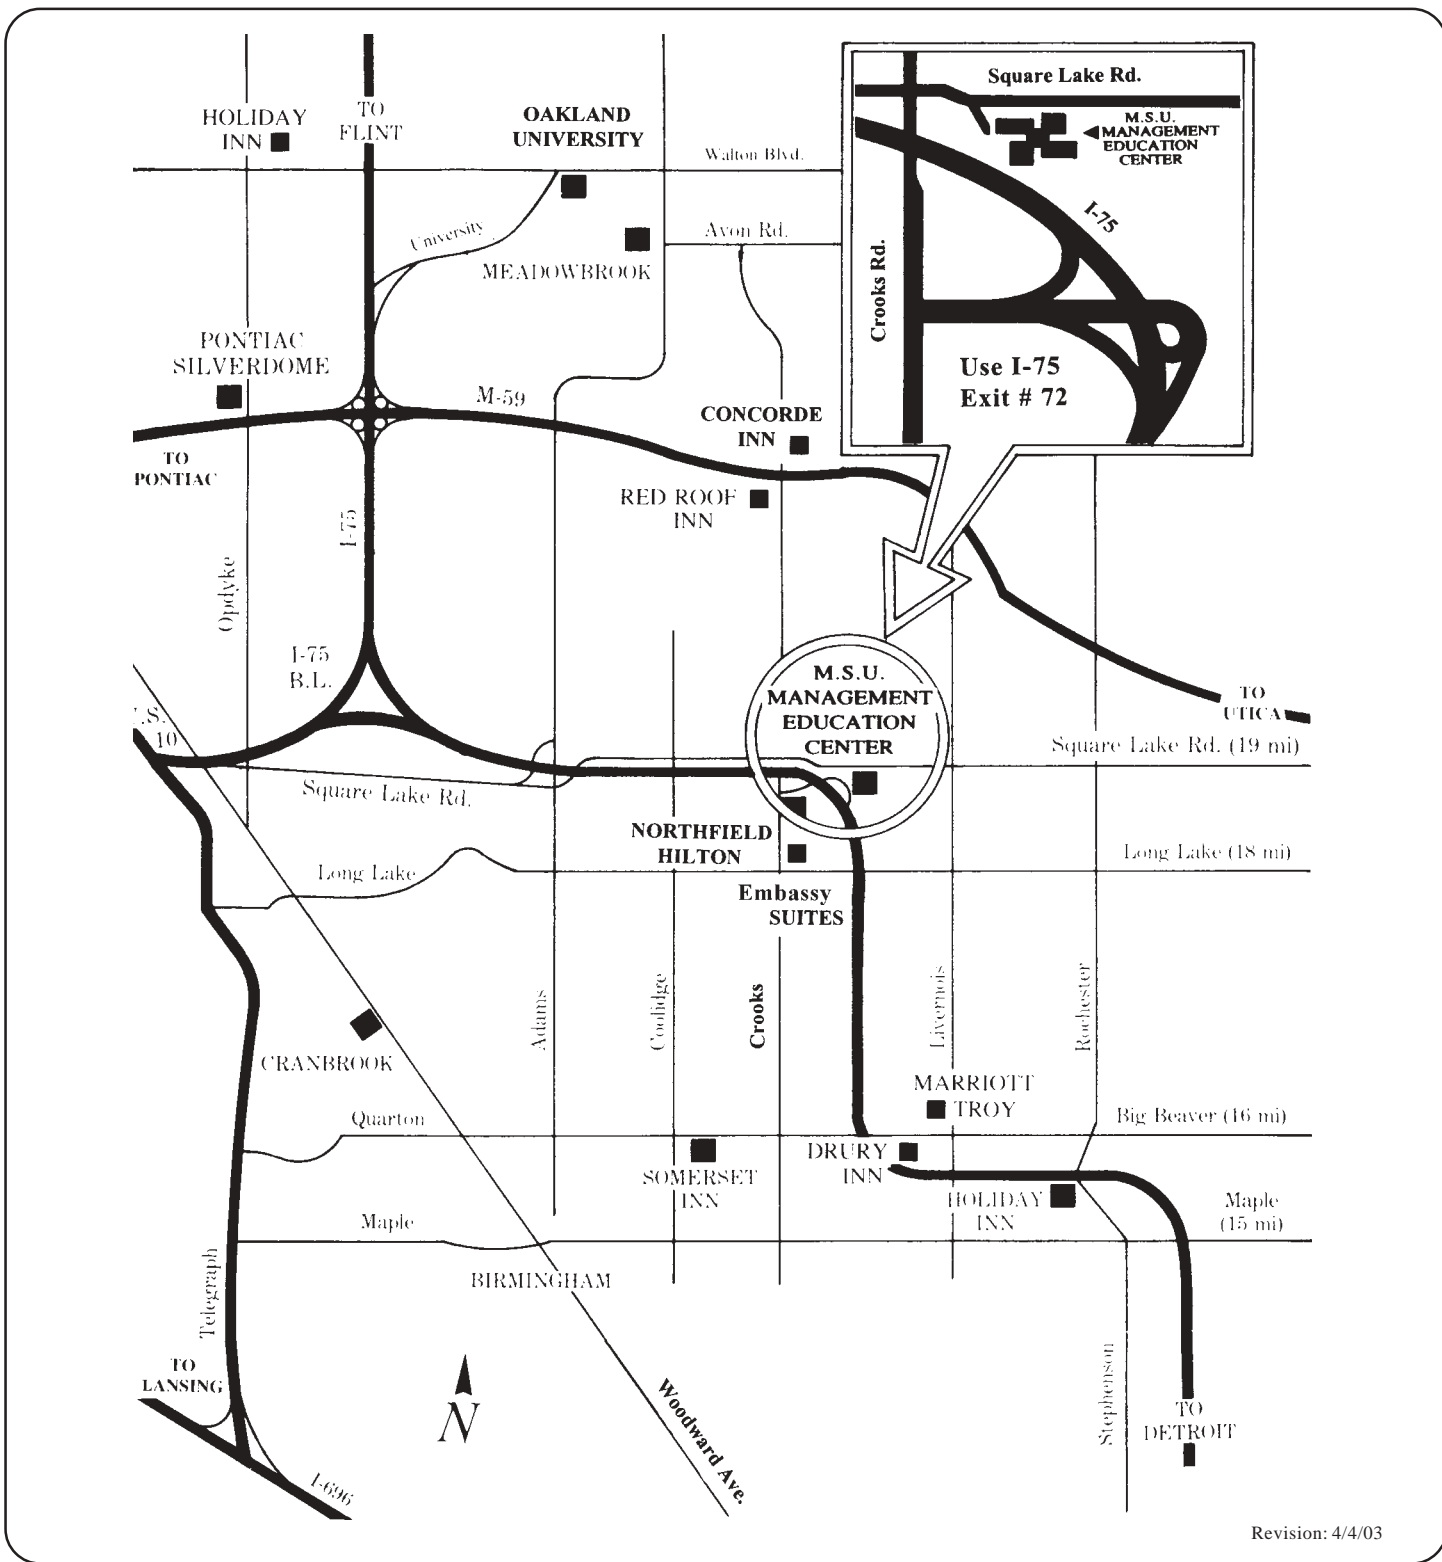 HOLIDAY
INN
TO
FLINT
OAKLAND
UNIVERSITY
Walton Blvd.
University
Avon Rd.
MEADOWBROOK
Square Lake Rd.
M.S.U.
MANAGEMENT
EDUCATION
CENTER
I-75
Crooks Rd.
Use I-75
Exit # 72
PONTIAC
SILVERDOME
M-59
CONCORDE
INN
TO
PONTIAC
RED ROOF
INN
I-75
Opdyke
I-75
B.L.
M.S.U.
MANAGEMENT
EDUCATION
CENTER
TO
UTICA
.S.
10
Square Lake Rd. (19 mi)
Square Lake Rd.
NORTHFIELD
HILTON
Long Lake (18 mi)
Long Lake
Embassy
SUITES
Adams
Coolidge
Crooks
Livernois
Rochester
CRANBROOK
MARRIOTT
TROY
Quarton
Big Beaver (16 mi)
DRURY
INN
SOMERSET
INN
HOLIDAY
INN
Maple
(15 mi)
Maple
BIRMINGHAM
Telegraph
TO
LANSING
N
Woodward Ave.
Stephenson
TO
DETROIT
I-696
Revision: 4/4/03